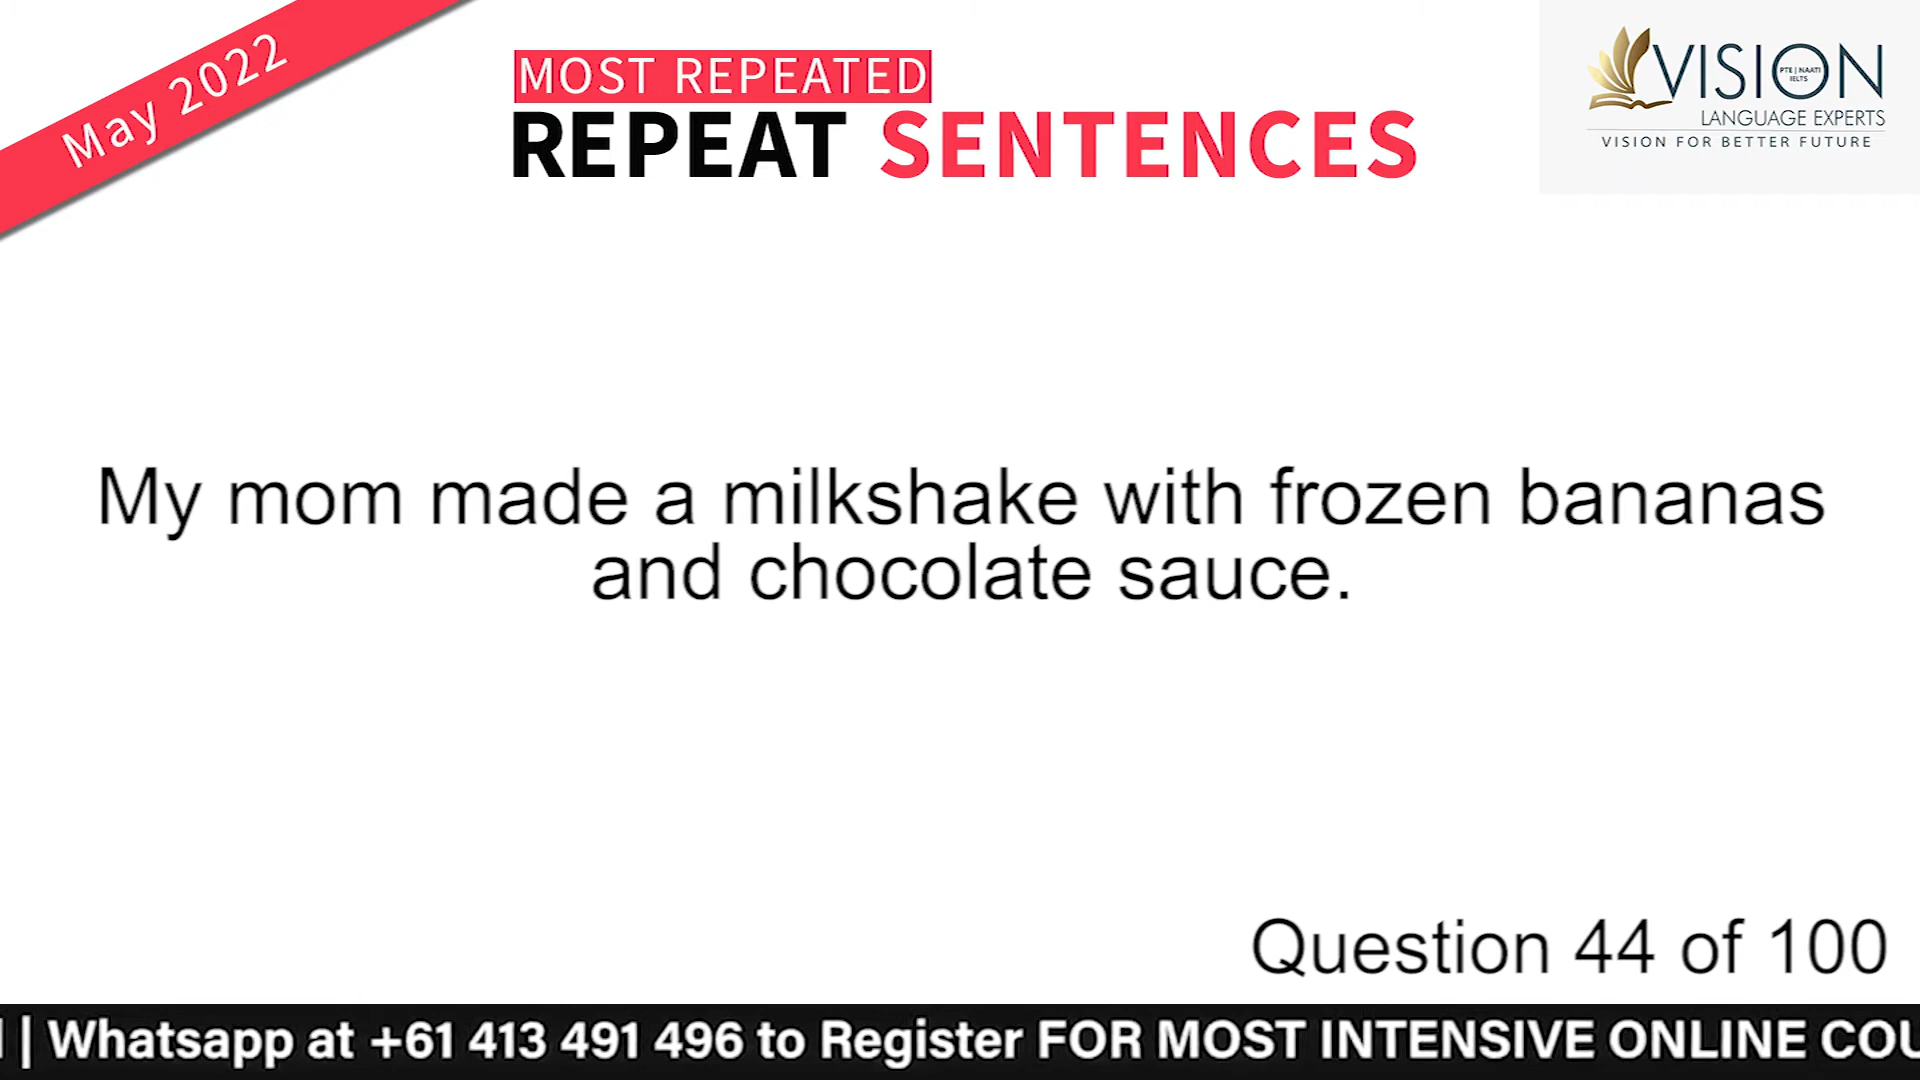 May 2022
MOST REPEATED
REPEAT SENTENCES
VISION
PTE | NAATI
IELTS
LANGUAGE EXPERTS
VISION FOR BETTER FUTURE
My mom made a milkshake with frozen bananas
and chocolate sauce.
Question 44 of 100
| Whatsapp at +61 413 491 496 to Register FOR MOST INTENSIVE ONLINE COU